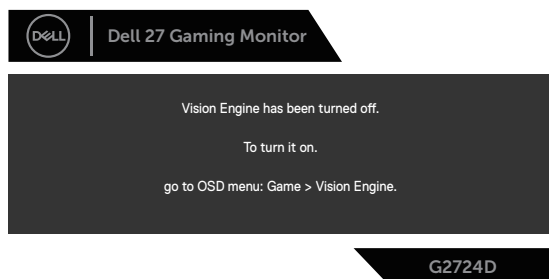 DELL
Dell 27 Gaming Monitor
Vision Engine has been turned off.
To turn it on.
go to OSD menu: Game > Vision Engine.
G2724D